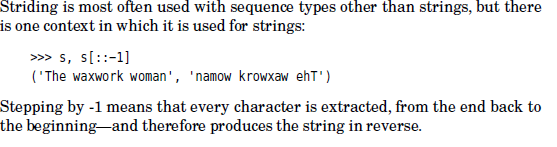 Striding is most often used with sequence types other than strings, but there
is one context in which it is used for strings:
>>> s, s[::-1]
('The waxwork woman', 'namow krowxaw ehT')
Stepping by -1 means that every character is extracted, from the end back to
the beginning—and therefore produces the string in reverse.